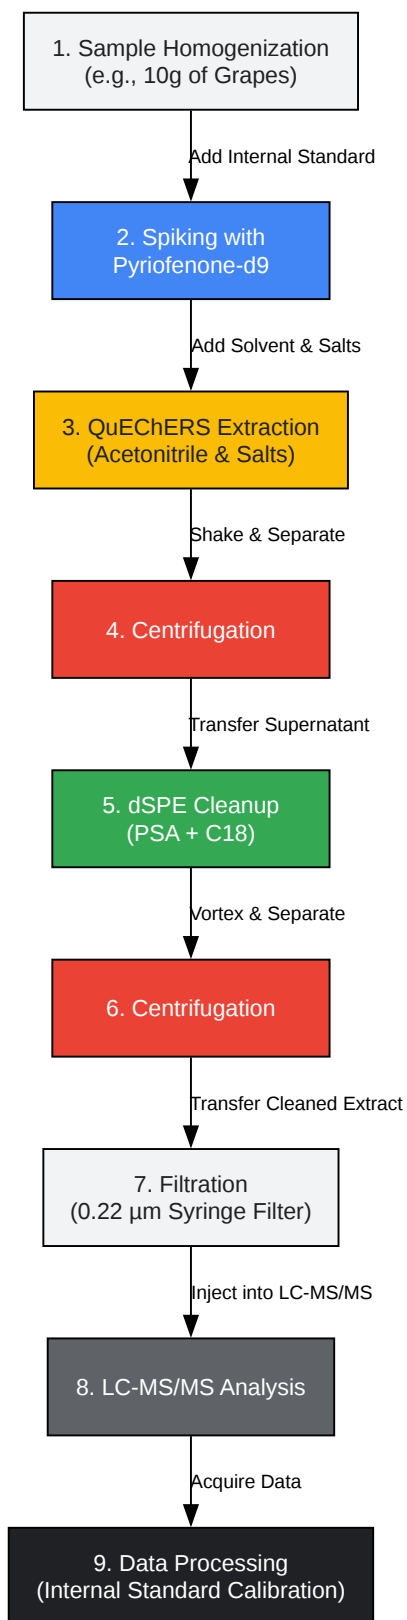 1. Sample Homogenization
(e.g., 10g of Grapes)
Add Internal Standard
2. Spiking with
Pyriofenone-d9
Add Solvent & Salts
3. QuEChERS Extraction
(Acetonitrile & Salts)
Shake & Separate
4. Centrifugation
Transfer Supernatant
5. dSPE Cleanup
(PSA + C18)
Vortex & Separate
6. Centrifugation
Transfer Cleaned Extract
7. Filtration
(0.22 µm Syringe Filter)
Inject into LC-MS/MS
8. LC-MS/MS Analysis
Acquire Data
9. Data Processing
(Internal Standard Calibration)